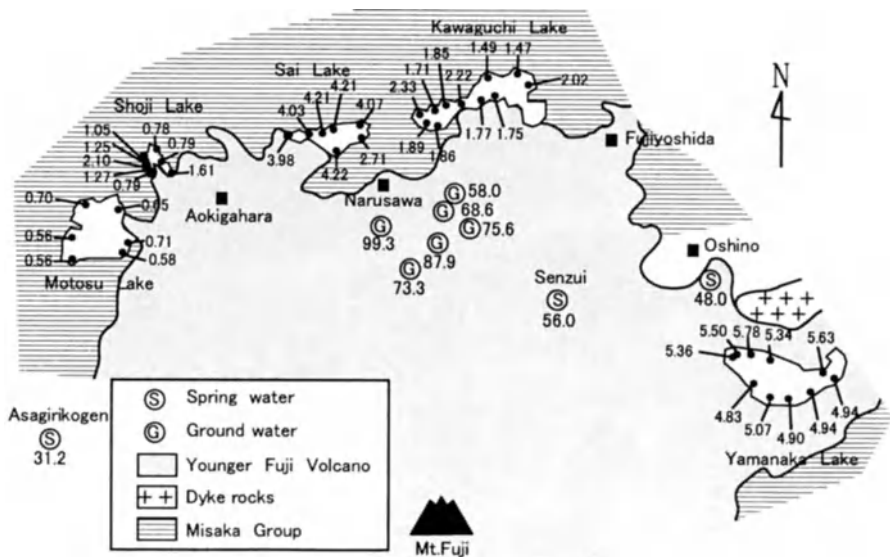 Kawaguchi Lake
1.49 1.47
1.85
1.71 2.22
2.33 2.02
Sai Lake
4.21
4.21 4.07
4.03
N
Shoji Lake
1.05 0.78
1.25 0.79
2.10
1.27
0.79 1.61
3.98
4.22 2.71
1.89 1.86 1.77 1.75
Fujiyoshida
0.70 0.65
Aokigahara
Narusawa
G 58.0
G 68.6
G 75.6
G 99.3
G 87.9
G 73.3
0.56 0.71
0.56 0.58
Motosu Lake
Oshino
Senzui
S 56.0
S 48.0
5.50 5.78 5.34
5.36 5.63
4.83 4.94
5.07 4.90 4.94
Yamanaka Lake
Asagirikogen
S
31.2
S Spring water
G Ground water
Younger Fuji Volcano
+ + Dyke rocks
Misaka Group
Mt.Fuji